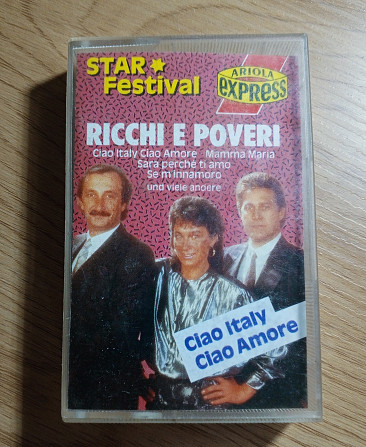 STAR
Festival
ARIOLA
express
RICCHI E POVERI
Ciao Italy Ciao Amore Mamma Maria
Sara perche ti amo
Se m'innamoro
und viele andere
Ciao Italy
Ciao Amore